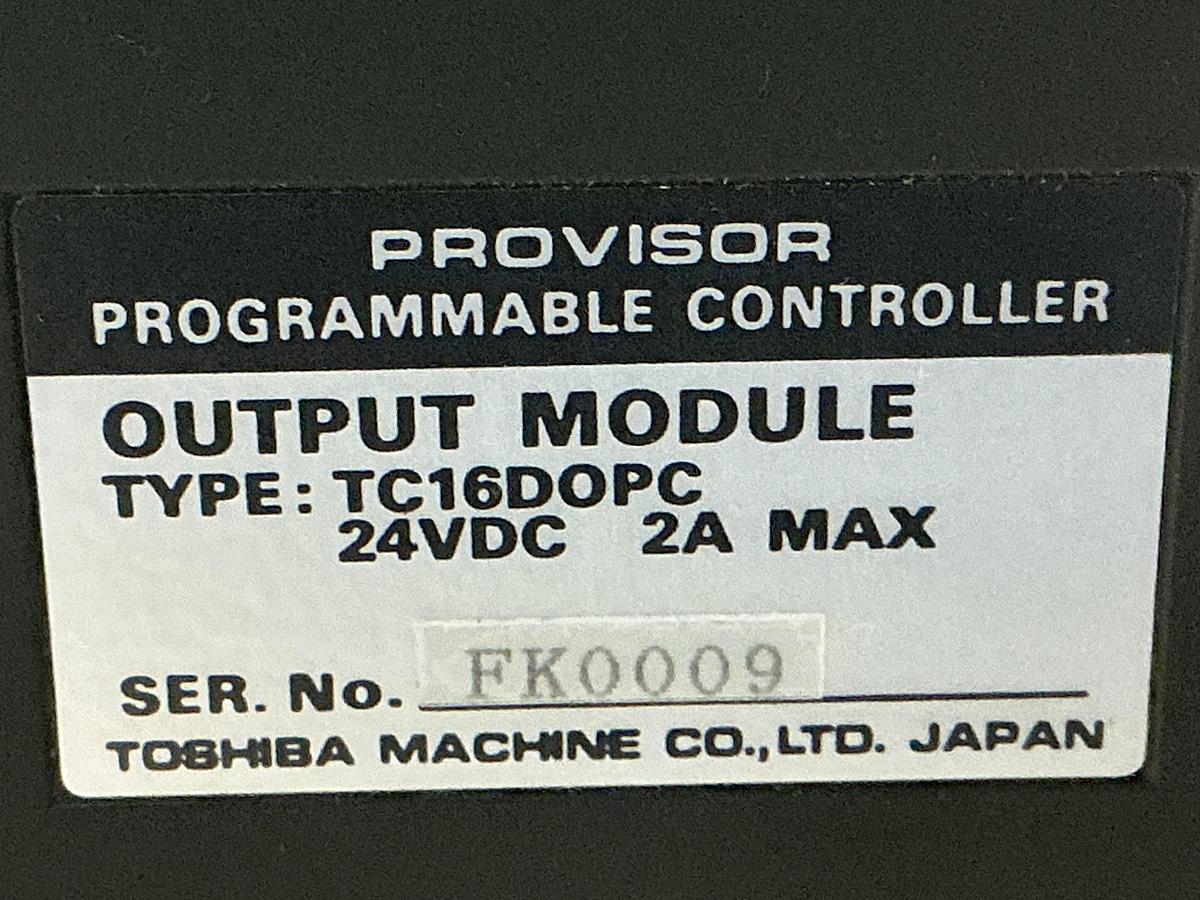 PROVISOR
PROGRAMMABLE CONTROLLER
OUTPUT MODULE
TYPE: TC16DOPC
24VDC 2A MAX
SER. No. FK0009
TOSHIBA MACHINE CO., LTD. JAPAN